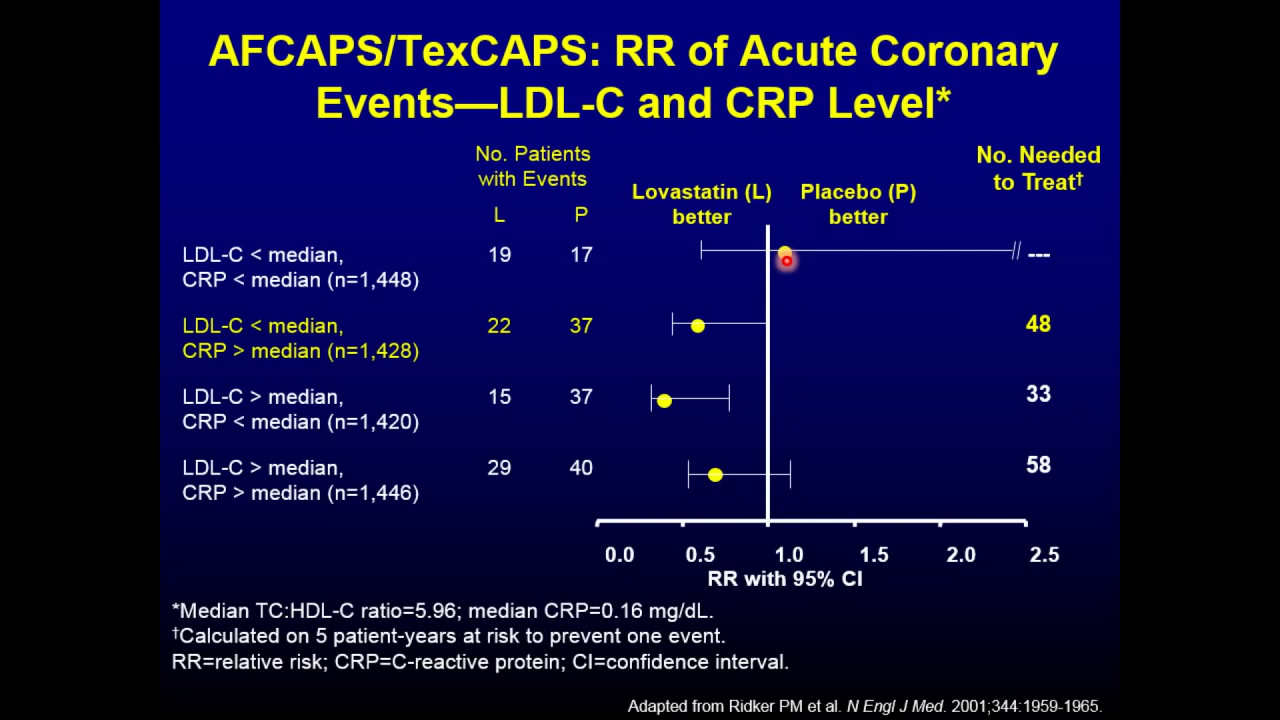 AFCAPS/TexCAPS: RR of Acute Coronary
Events—LDL-C and CRP Level*
No. Patients
with Events
L P
Lovastatin (L)
better
Placebo (P)
better
No. Needed
to Treat†
LDL-C < median, 19 17 ---
CRP < median (n=1,448)
LDL-C < median, 22 37 48
CRP > median (n=1,428)
LDL-C > median, 15 37 33
CRP < median (n=1,420)
LDL-C > median, 29 40 58
CRP > median (n=1,446)
0.0 0.5 1.0 1.5 2.0 2.5
RR with 95% CI
*Median TC:HDL-C ratio=5.96; median CRP=0.16 mg/dL.
†Calculated on 5 patient-years at risk to prevent one event.
RR=relative risk; CRP=C-reactive protein; CI=confidence interval.
Adapted from Ridker PM et al. N Engl J Med. 2001;344:1959-1965.